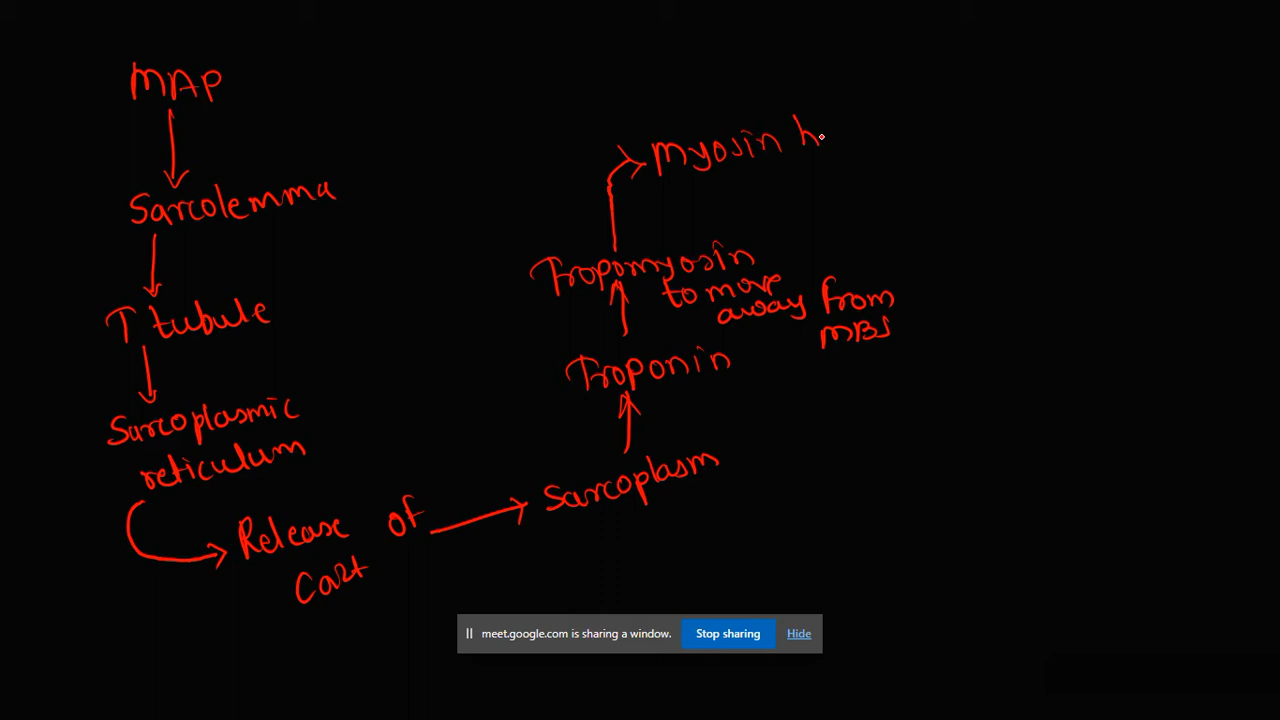 MAP
Sarcolemma
T tubule
Sarcoplasmic
reticulum
Release of
Ca2+
Sarcoplasm
Troponin
Tropomyosin
to move
away from
MBS
Myosin h
meet.google.com is sharing a window.
Stop sharing
Hide